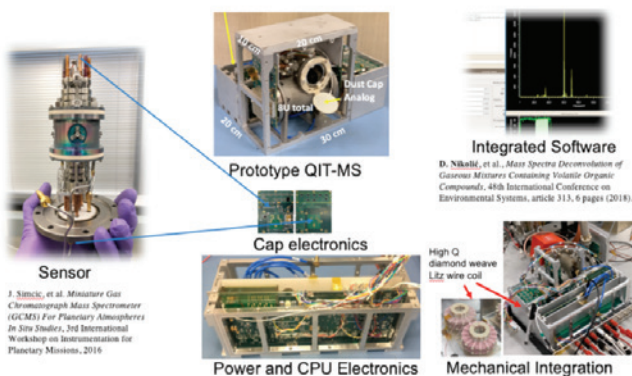 10 cm
20 cm
Dust Cap
Analog
8U total
20 cm
30 cm
Prototype QIT-MS
Integrated Software
D. Nikolić, et al., Mass Spectra Deconvolution of
Gaseous Mixtures Containing Volatile Organic
Compounds, 48th International Conference on
Environmental Systems, article 313, 6 pages (2018).
Cap electronics
Sensor
J. Simcic, et al. Miniature Gas
Chromatograph Mass Spectrometer
(GCMS) For Planetary Atmospheres
In Situ Studies, 3rd International
Workshop on Instrumentation for
Planetary Missions, 2016
High Q
diamond weave
Litz wire coil
Power and CPU Electronics
Mechanical Integration